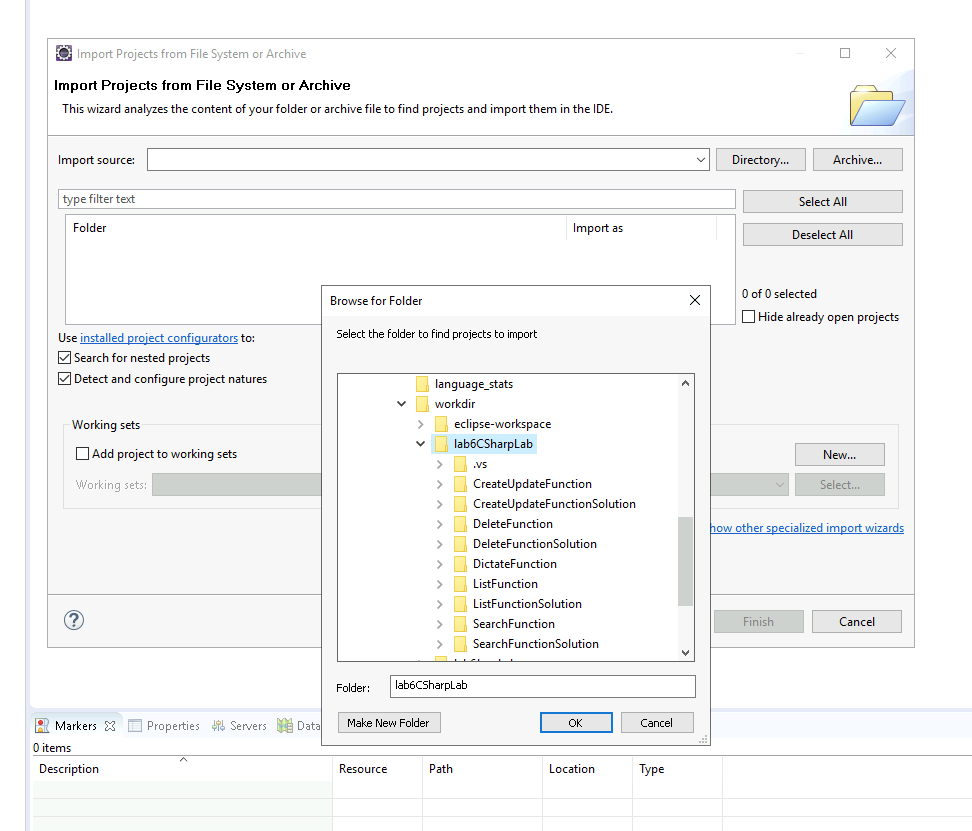 Import Projects from File System or Archive
Import Projects from File System or Archive
This wizard analyzes the content of your folder or archive file to find projects and import them in the IDE.
Import source:
Directory...
Archive...
type filter text
Select All
Folder
Import as
Deselect All
0 of 0 selected
Hide already open projects
Use installed project configurators to:
Search for nested projects
Detect and configure project natures
Working sets
Add project to working sets
New...
Working sets:
Select...
how other specialized import wizards
?
Finish
Cancel
Browse for Folder
Select the folder to find projects to import
language_stats
workdir
eclipse-workspace
lab6CSharpLab
.vs
CreateUpdateFunction
CreateUpdateFunctionSolution
DeleteFunction
DeleteFunctionSolution
DictateFunction
ListFunction
ListFunctionSolution
SearchFunction
SearchFunctionSolution
Folder:
lab6CSharpLab
Make New Folder
OK
Cancel
Markers
Properties
Servers
Data
0 items
Description
Resource
Path
Location
Type